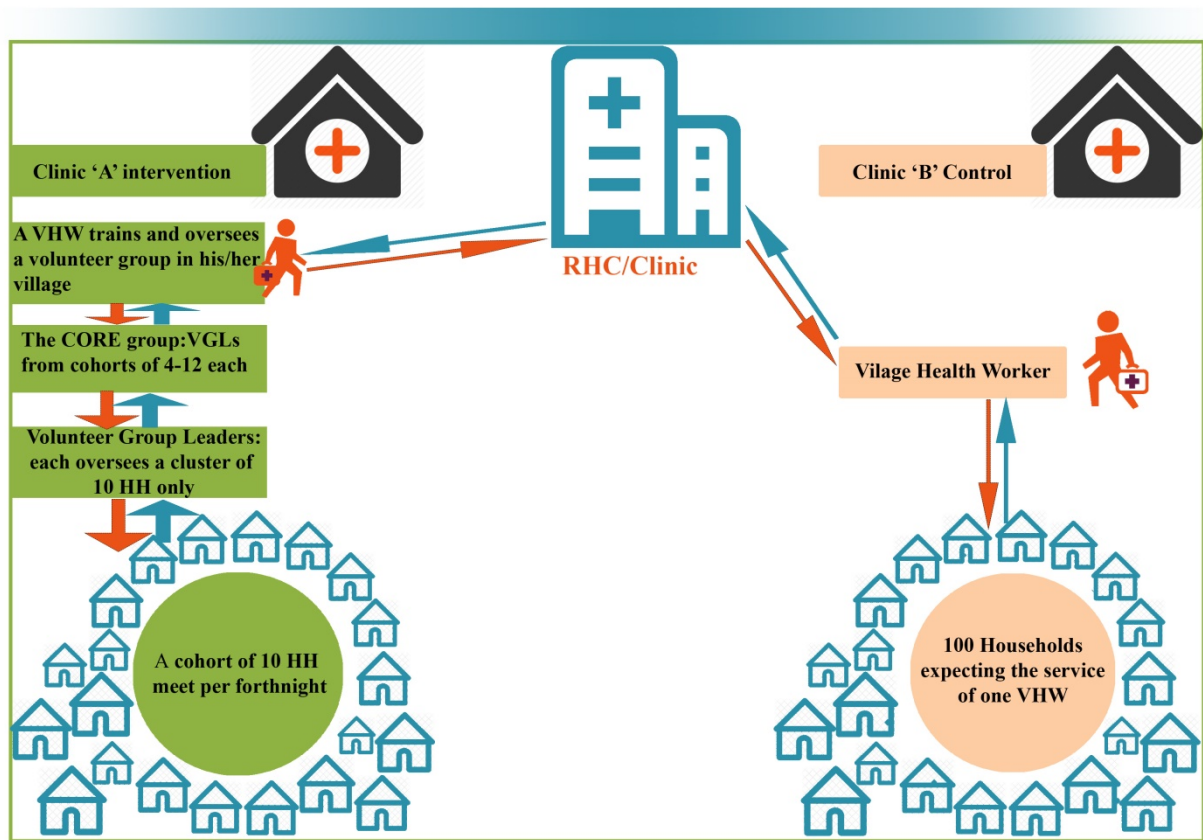 Clinic ‘A’ intervention
A VHW trains and oversees
a volunteer group in his/her
village
The CORE group:VGLs
from cohorts of 4-12 each
Volunteer Group Leaders:
each oversees a cluster of
10 HH only
A cohort of 10 HH
meet per forthnight
RHC/Clinic
Clinic ‘B’ Control
Vilage Health Worker
100 Households
expecting the service
of one VHW